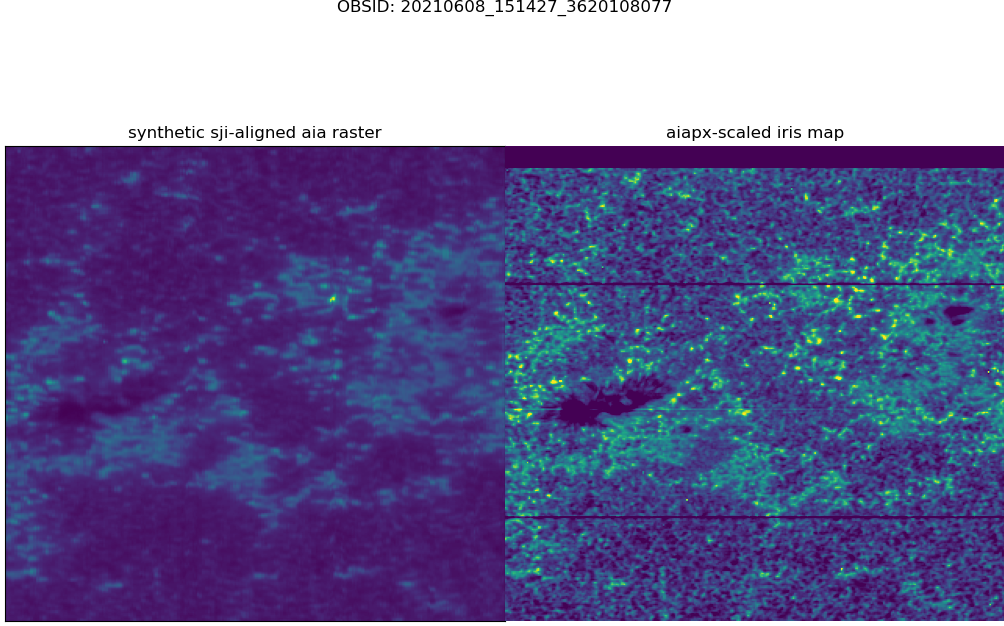 OBSID: 20210608_151427_3620108077
synthetic sji-aligned aia raster
aiapx-scaled iris map